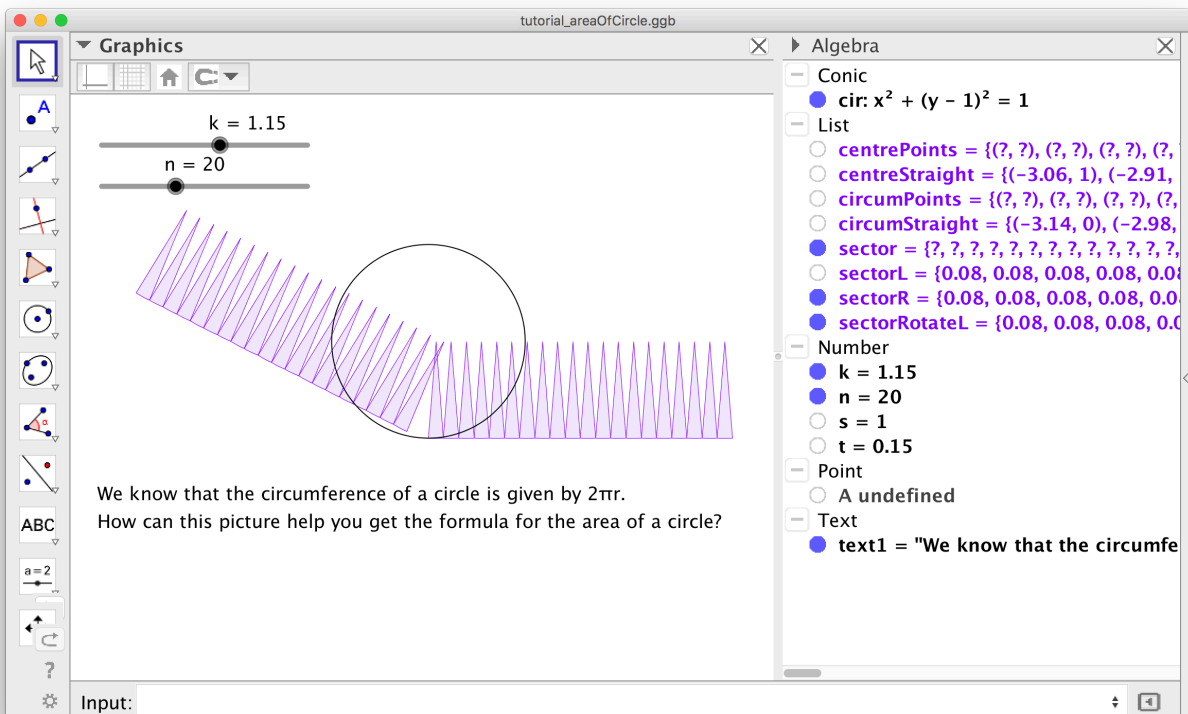 tutorial_areaOfCircle.ggb
Graphics
Algebra
k = 1.15
n = 20
We know that the circumference of a circle is given by 2πr.
How can this picture help you get the formula for the area of a circle?
A
α
ABC
a = 2
?
Input:
Conic
cir: x² + (y – 1)² = 1
List
centrePoints = {(?, ?), (?, ?), (?, ?), (?,
centreStraight = {(–3.06, 1), (–2.91,
circumPoints = {(?, ?), (?, ?), (?, ?), (?,
circumStraight = {(–3.14, 0), (–2.98,
sector = {?, ?, ?, ?, ?, ?, ?, ?, ?, ?, ?, ?, ?,
sectorL = {0.08, 0.08, 0.08, 0.08, 0.08
sectorR = {0.08, 0.08, 0.08, 0.08, 0.0
sectorRotateL = {0.08, 0.08, 0.08, 0.0
Number
k = 1.15
n = 20
s = 1
t = 0.15
Point
A undefined
Text
text1 = "We know that the circumfe